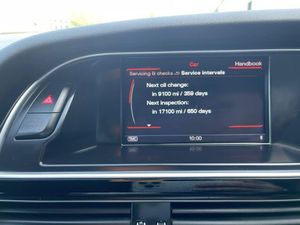 Car
Handbook
Servicing & checks Service intervals
Next oil change:
in 9100 mi / 359 days
Next inspection:
in 17100 mi / 650 days
TMC
10:00